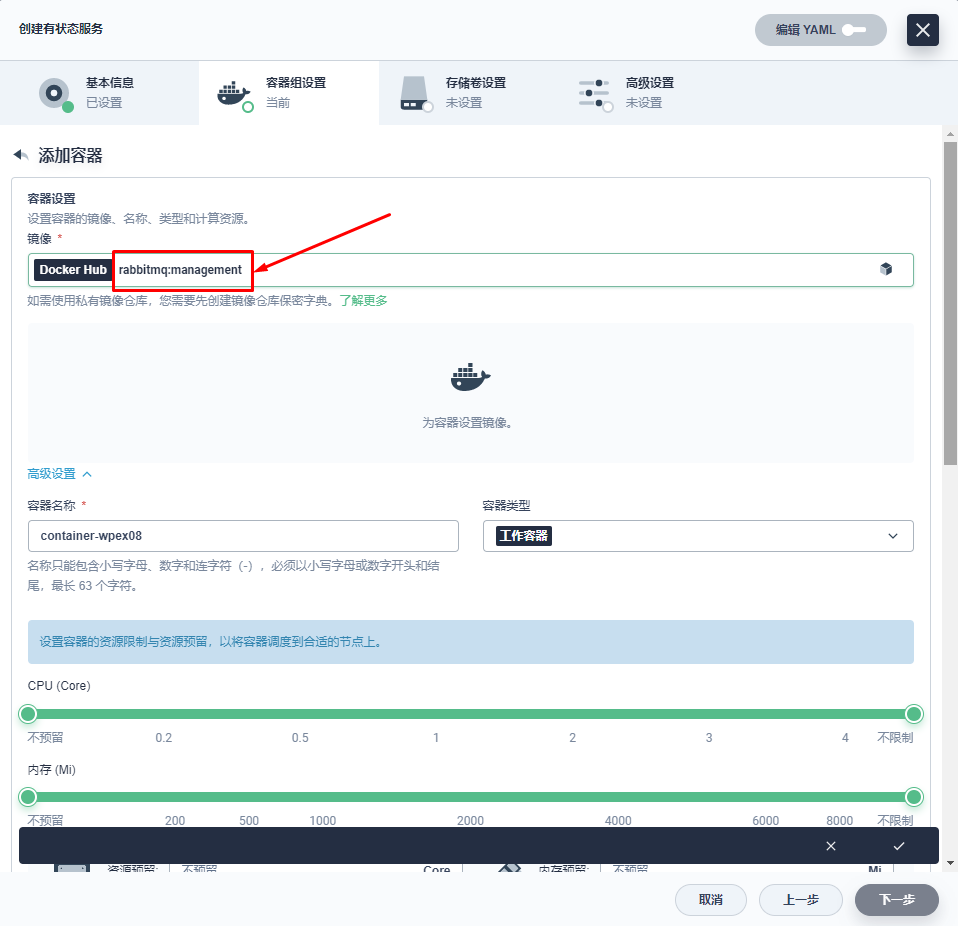 创建有状态服务
编辑 YAML
基本信息
已设置
容器组设置
当前
存储卷设置
未设置
高级设置
未设置
添加容器
容器设置
设置容器的镜像、名称、类型和计算资源。
镜像 *
Docker Hub rabbitmq:management
如需使用私有镜像仓库，您需要先创建镜像仓库保密字典。了解更多
为容器设置镜像。
高级设置
容器名称 *
容器类型
container-wpex08
工作容器
名称只能包含小写字母、数字和连字符（-），必须以小写字母或数字开头和结
尾，最长 63 个字符。
设置容器的资源限制与资源预留，以将容器调度到合适的节点上。
CPU (Core)
不预留 0.2 0.5 1 2 3 4 不限制
内存 (Mi)
不预留 200 500 1000 2000 4000 6000 8000 不限制
资源预留: 不预留 Core 内存预留: 不预留 Mi
取消 上一步 下一步